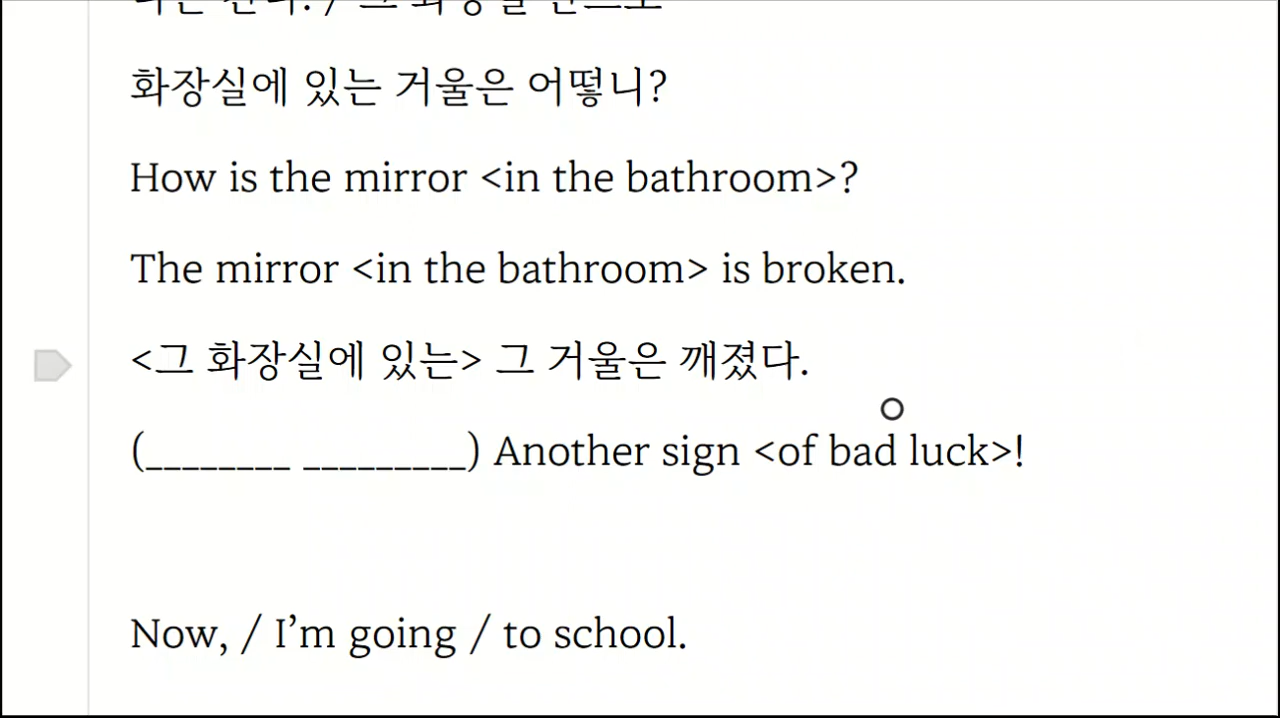 화장실에 있는 거울은 어떻니?
How is the mirror <in the bathroom>?
The mirror <in the bathroom> is broken.
<그 화장실에 있는> 그 거울은 깨졌다.
(________ _________) Another sign <of bad luck>!
Now, / I’m going / to school.